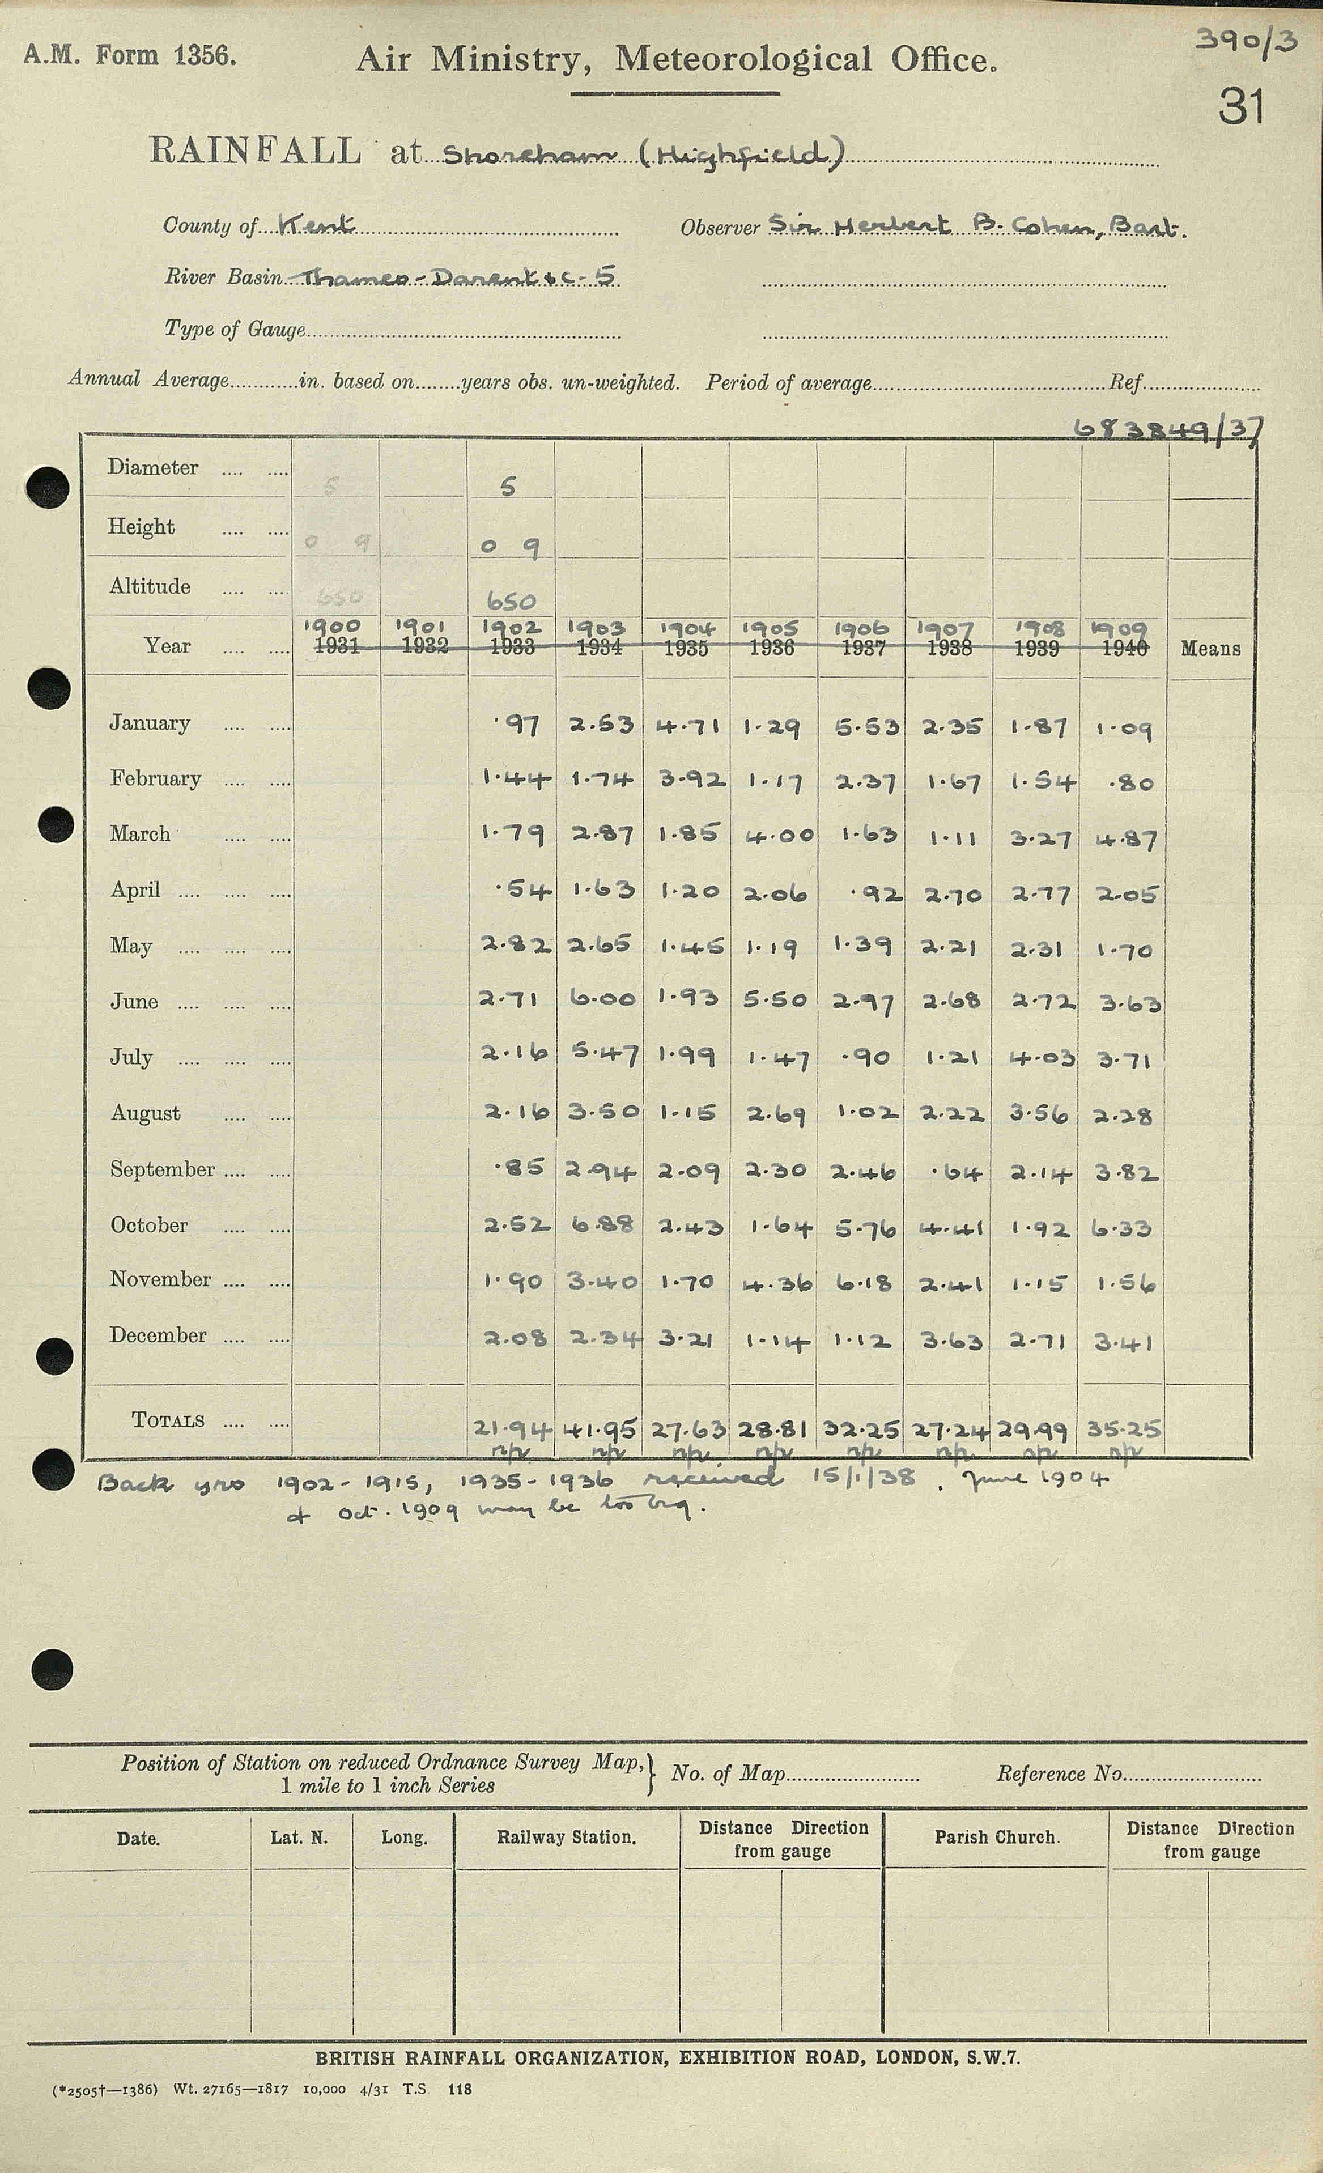 390/3
A.M. Form 1356.
Air Ministry, Meteorological Office.
31
RAINFALL at Shoreham (Highfield)
County of Kent Observer Sir Herbert B. Cohen, Bart.
River Basin Thames - Darent & c - 5
Type of Gauge
Annual Average in. based on years obs. un-weighted. Period of average Ref.
683849/37
Diameter 5 5
Height 0 9 0 9
Altitude 650 650
1900 1901 1902 1903 1904 1905 1906 1907 1908 1909
Year 1931 1932 1933 1934 1935 1936 1937 1938 1939 1940 Means
January .97 2.53 4.71 1.29 5.53 2.35 1.87 1.09
February 1.44 1.74 3.92 1.17 2.37 1.67 1.54 .80
March 1.79 2.87 1.85 4.00 1.63 1.11 3.27 4.87
April .54 1.63 1.20 2.06 .92 2.70 2.77 2.05
May 2.82 2.65 1.45 1.19 1.39 2.21 2.31 1.70
June 2.71 6.00 1.93 5.50 2.97 2.68 2.72 3.63
July 2.16 5.47 1.99 1.47 .90 1.21 4.03 3.71
August 2.16 3.50 1.15 2.69 1.02 2.22 3.56 2.28
September .85 2.94 2.09 2.30 2.46 .64 2.14 3.82
October 2.52 6.88 2.43 1.64 5.76 4.41 1.92 6.33
November 1.90 3.40 1.70 4.36 6.18 2.41 1.15 1.56
December 2.08 2.34 3.21 1.14 1.12 3.63 2.71 3.41
TOTALS 21.94 41.95 27.63 28.81 32.25 27.24 29.99 35.25
np np np np np np np np
Back yrs 1902-1915, 1935-1936 received 15/1/38. June 1904
& Oct. 1909 may be too big.
Position of Station on reduced Ordnance Survey Map,} No. of Map Reference No.
1 mile to 1 inch Series
Date. Lat. N. Long. Railway Station. Distance Direction from gauge Parish Church. Distance Direction from gauge
BRITISH RAINFALL ORGANIZATION, EXHIBITION ROAD, LONDON, S.W.7.
(*2505†—1386) Wt. 27165—1817 10,000 4/31 T.S. 118